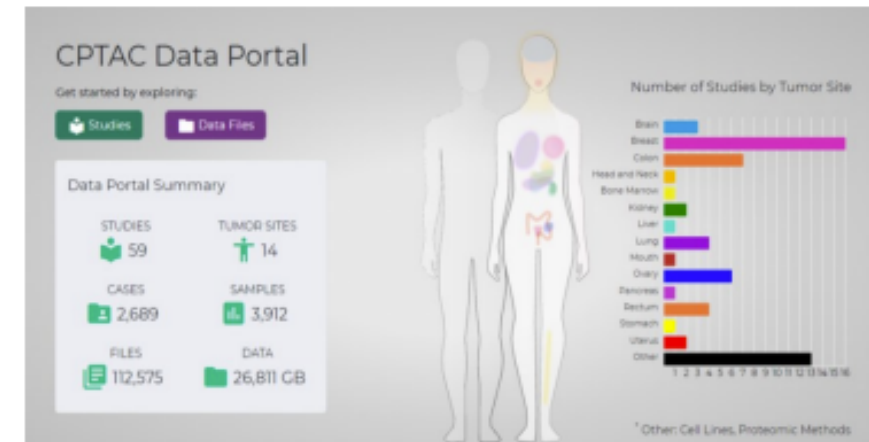 CPTAC Data Portal
Get started by exploring:
Studies
Data Files
Data Portal Summary
STUDIES
59
TUMOR SITES
14
CASES
2,689
SAMPLES
3,912
FILES
112,575
DATA
26,811 GB
Number of Studies by Tumor Site
Brain
Breast
Colon
Head and Neck
Bone Marrow
Kidney
Liver
Lung
Mouth
Ovary
Pancreas
Rectum
Stomach
Uterus
Other
1 2 3 4 5 6 7 8 9 10 11 12 13 14 15 16
* Other: Cell Lines, Proteomic Methods